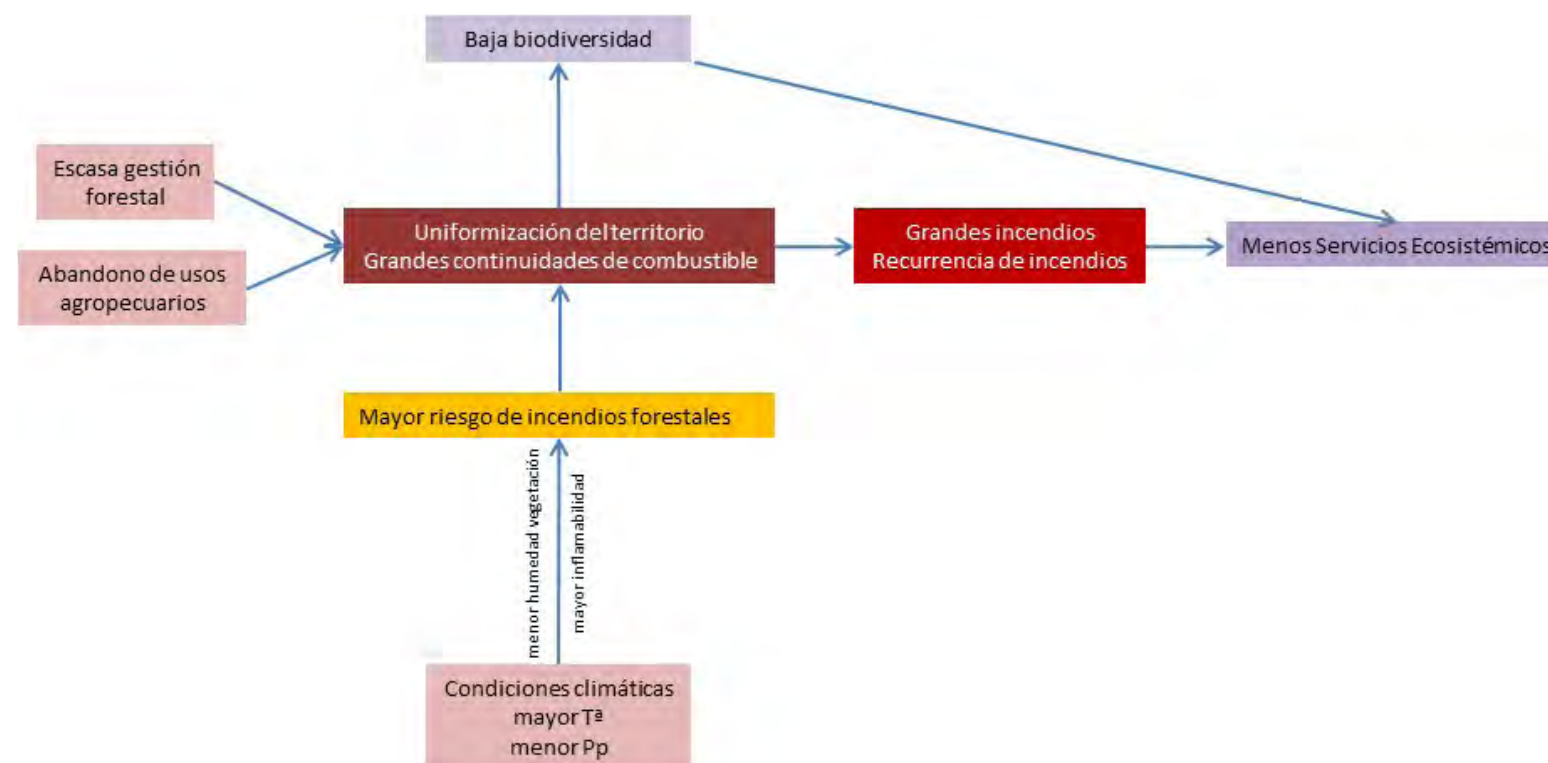 Baja biodiversidad
Escasa gestión
forestal
Abandono de usos
agropecuarios
Uniformización del territorio
Grandes continuidades de combustible
Grandes incendios
Recurrencia de incendios
Menos Servicios Ecosistémicos
Mayor riesgo de incendios forestales
menor humedad vegetación
mayor inflamabilidad
Condiciones climáticas
mayor Tª
menor Pp